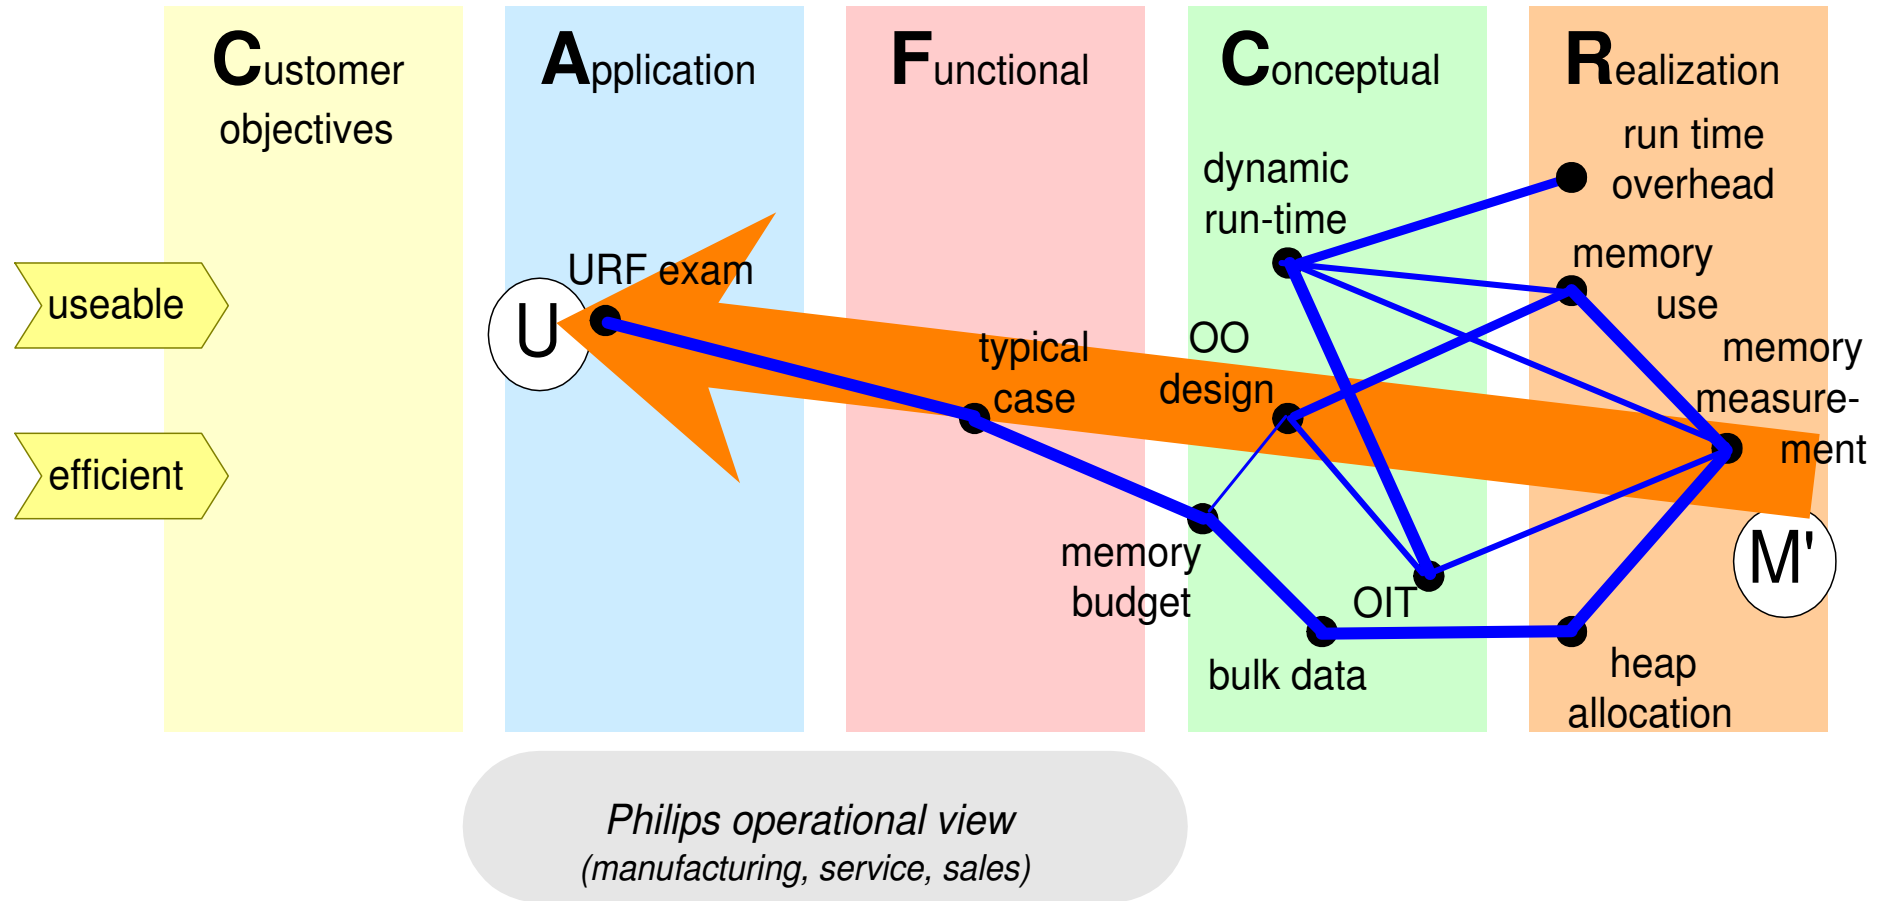 Customer
objectives
Application
Functional
Conceptual
Realization
run time
overhead
dynamic
run-time
memory
use
URF exam
useable
U
typical
case
OO
design
memory
measure-
ment
efficient
memory
budget
OIT
M'
bulk data
heap
allocation
Philips operational view
(manufacturing, service, sales)